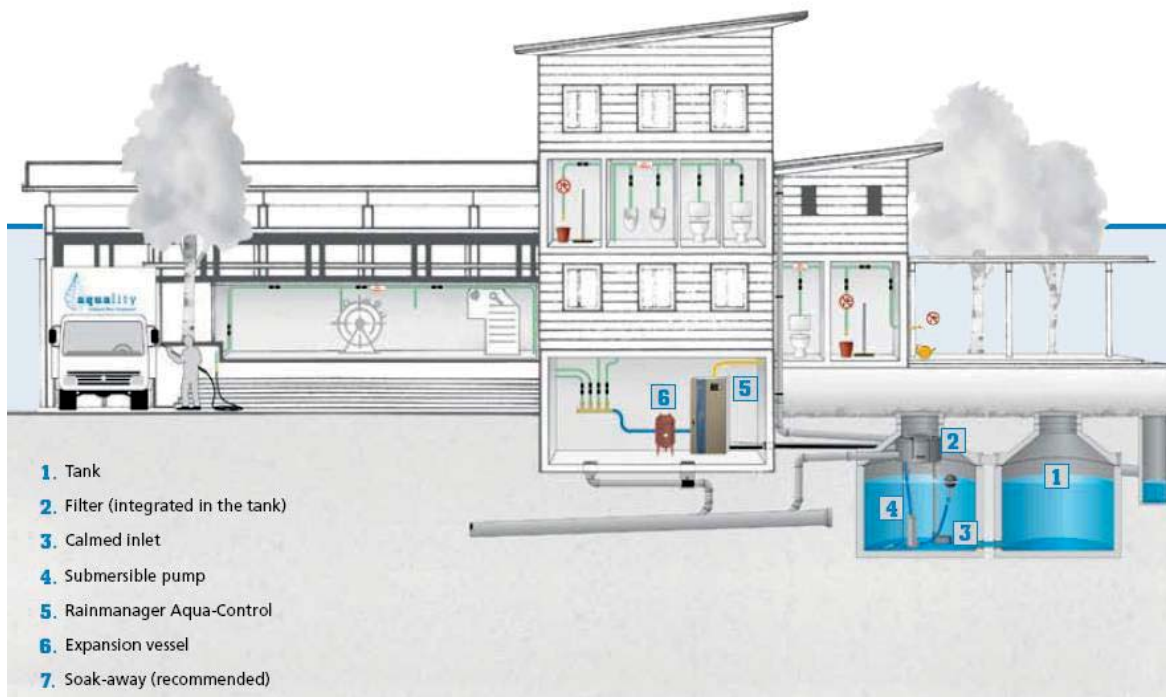 aquality
5
6
2
1
4
3
1. Tank
2. Filter (integrated in the tank)
3. Calmed inlet
4. Submersible pump
5. Rainmanager Aqua-Control
6. Expansion vessel
7. Soak-away (recommended)